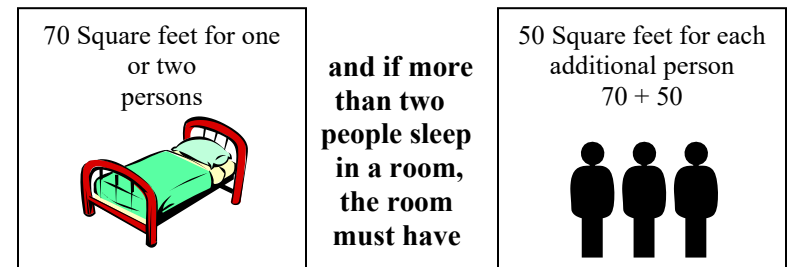 70 Square feet for one
or two
persons
and if more
than two
people sleep
in a room,
the room
must have
50 Square feet for each
additional person
70 + 50